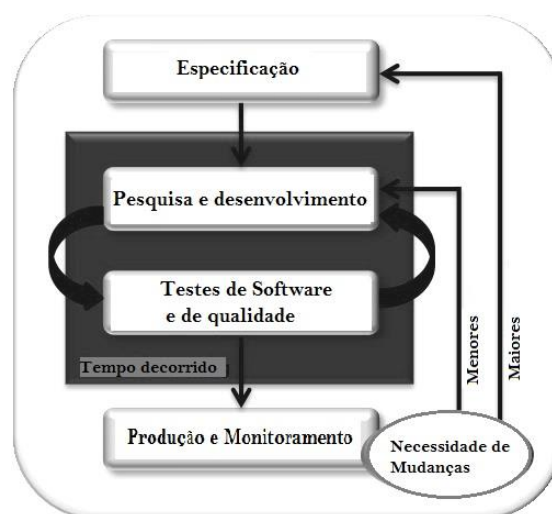 Especificação
Pesquisa e desenvolvimento
Testes de Software
e de qualidade
Tempo decorrido
Produção e Monitoramento
Necessidade de
Mudanças
Menores
Maiores